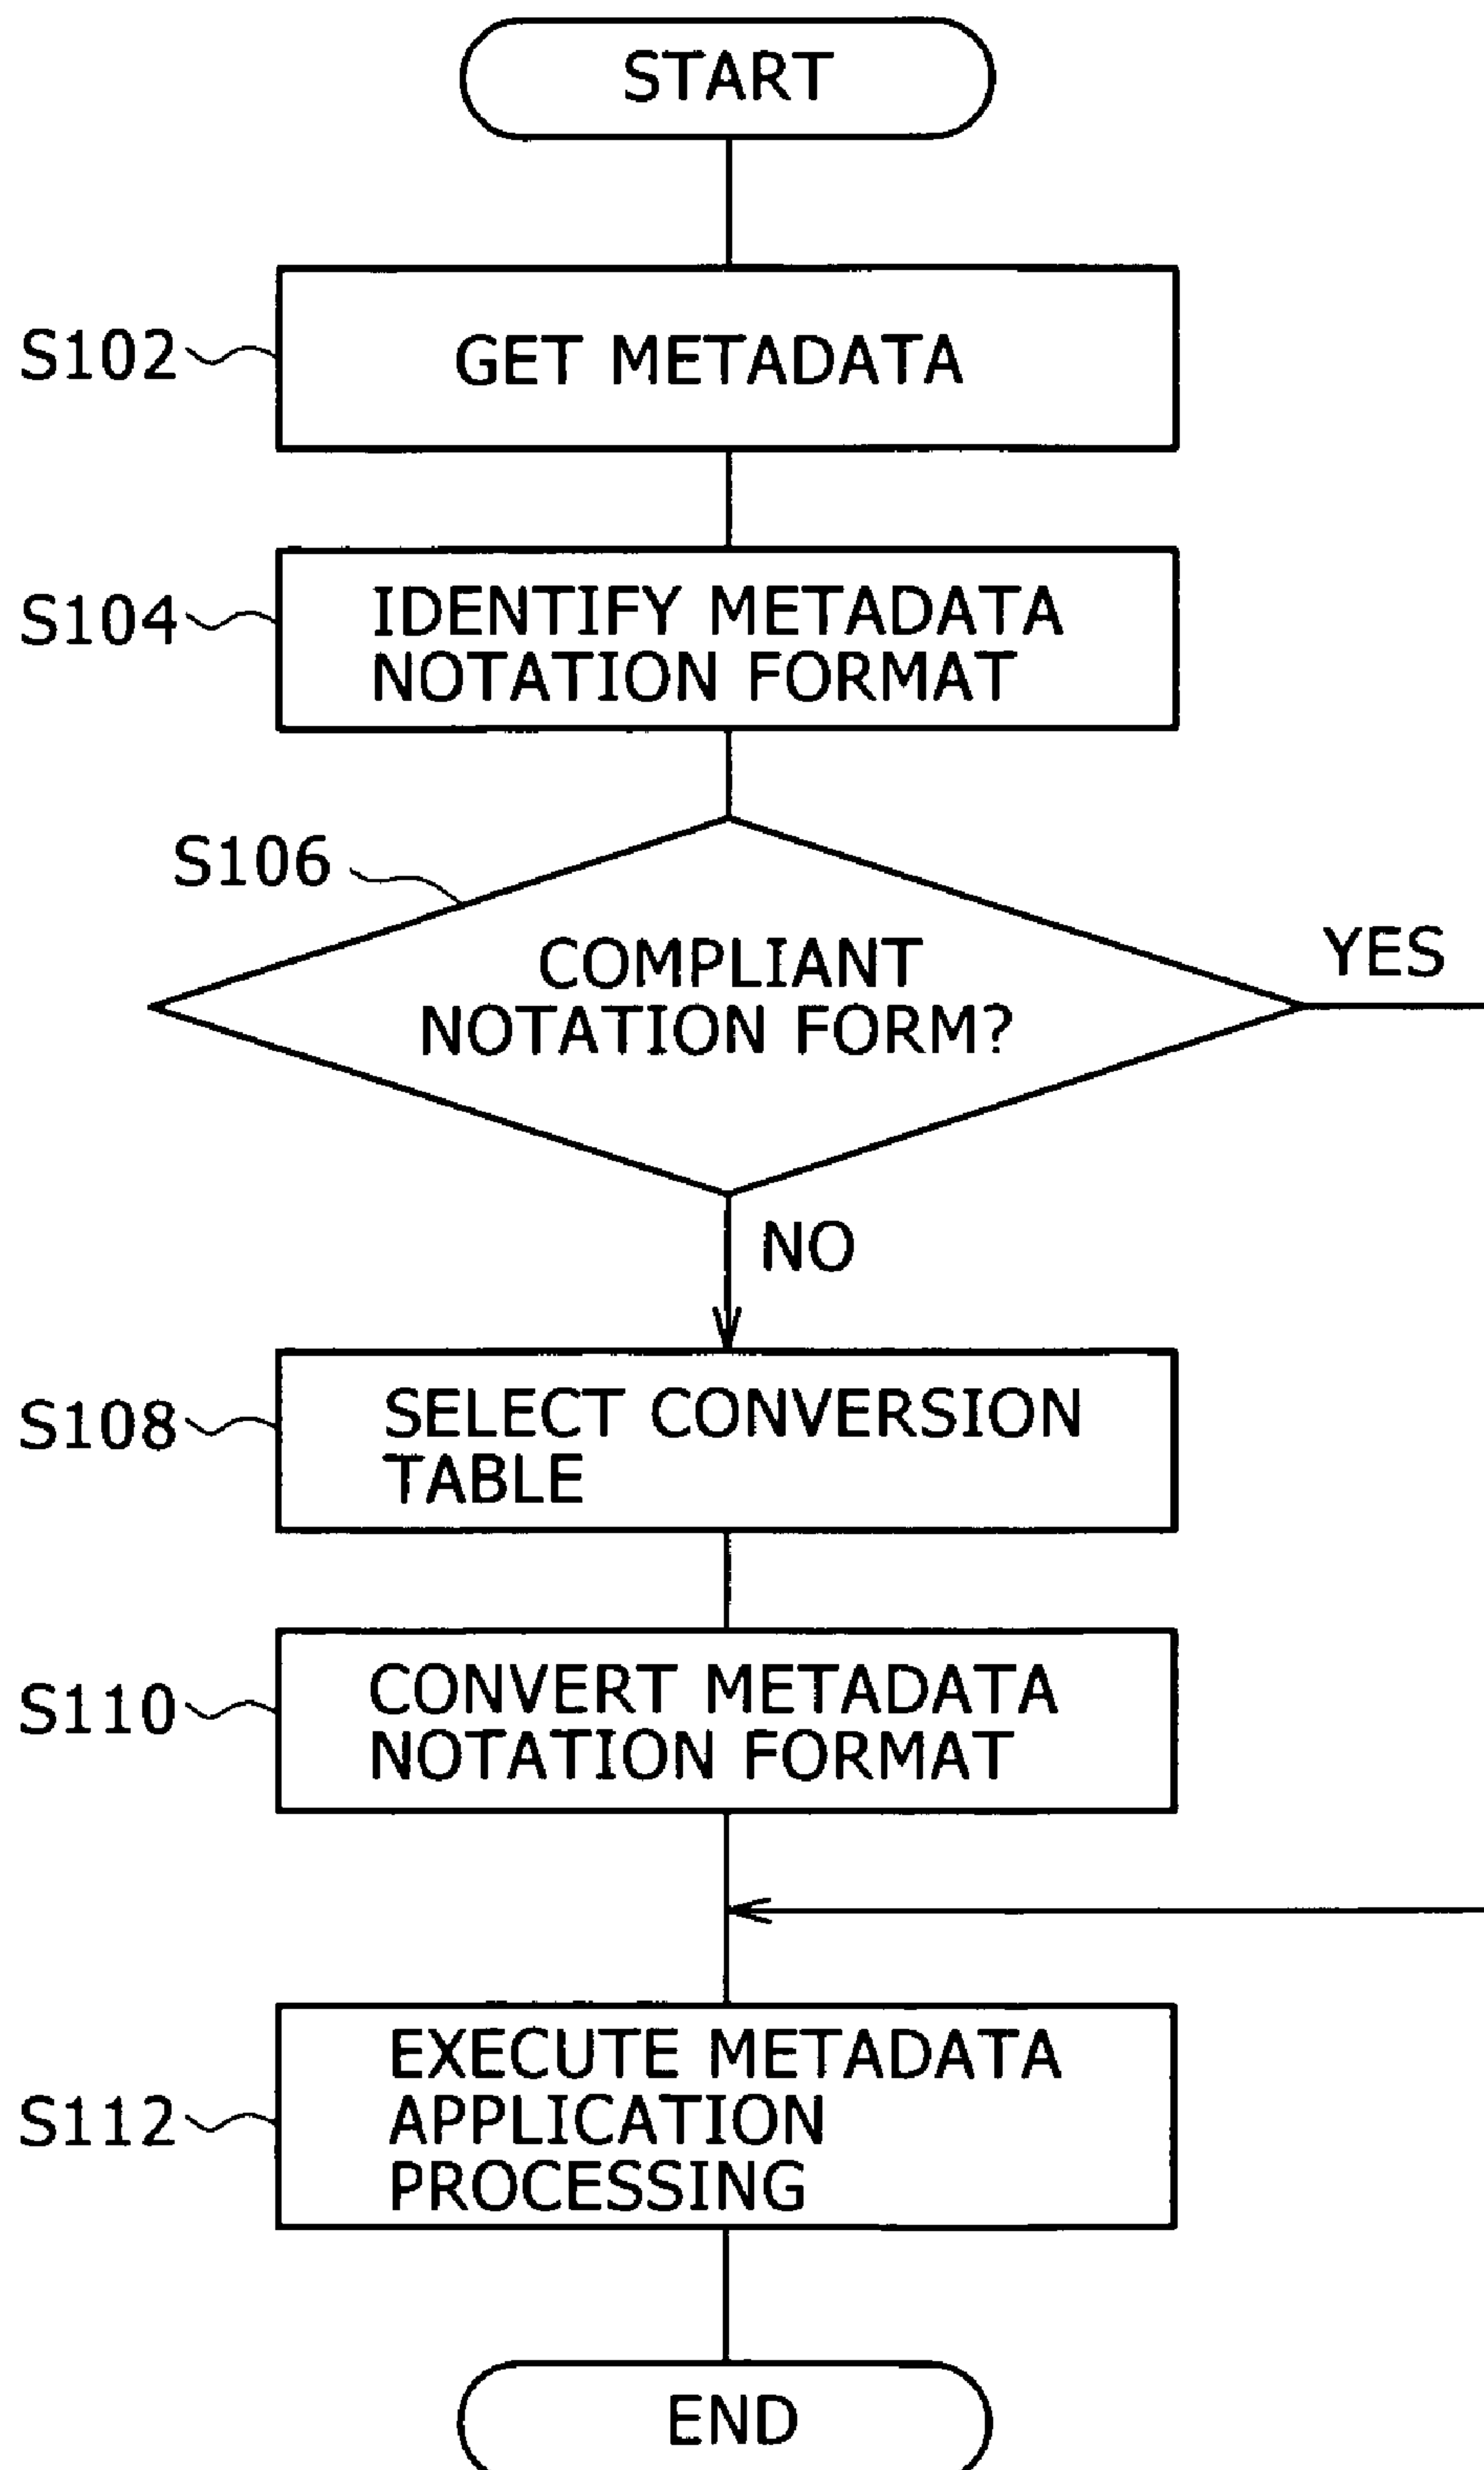 START
S102
GET METADATA
S104
IDENTIFY METADATA
NOTATION FORMAT
S106
COMPLIANT
NOTATION FORM?
YES
NO
S108
SELECT CONVERSION
TABLE
S110
CONVERT METADATA
NOTATION FORMAT
S112
EXECUTE METADATA
APPLICATION
PROCESSING
END